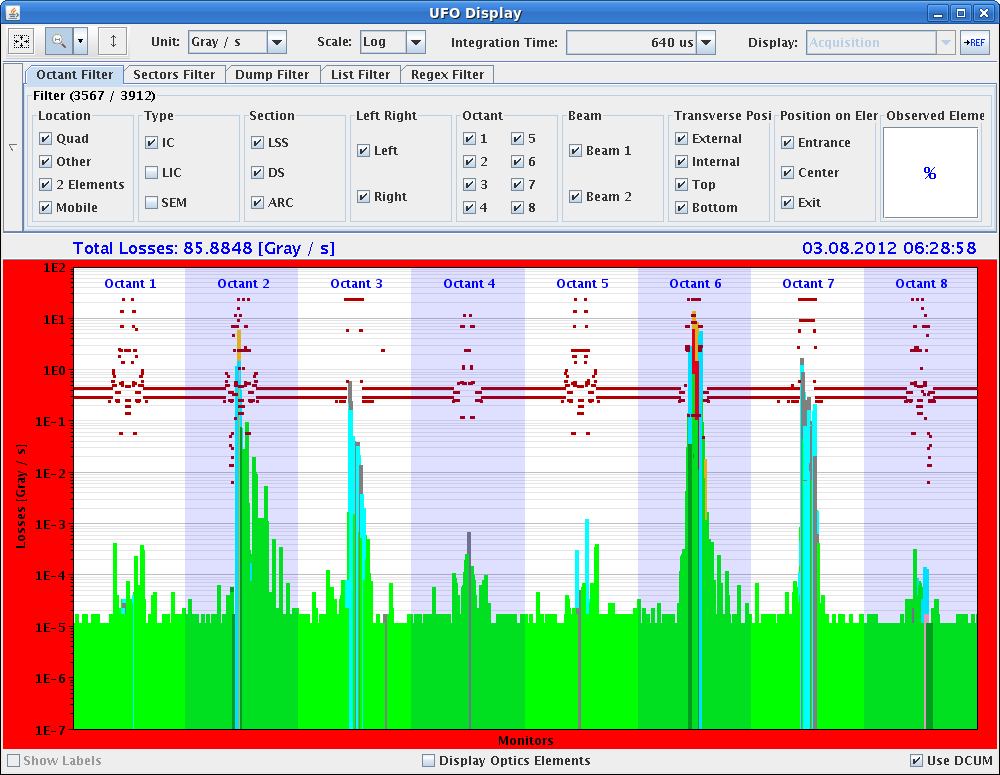 UFO Display
Unit: Gray / s Scale: Log Integration Time: 640 us Display: Acquisition →REF
Octant Filter Sectors Filter Dump Filter List Filter Regex Filter
Filter (3567 / 3912)
Location Type Section Left Right Octant Beam Transverse Posi Position on Eler Observed Eleme
Quad IC LSS Left 1 5 Beam 1 External Entrance
Other LIC DS Right 2 6 Beam 2 Internal Center %
2 Elements SEM ARC 3 7 Top Exit
Mobile 4 8 Bottom
Total Losses: 85.8848 [Gray / s] 03.08.2012 06:28:58
Octant 1 Octant 2 Octant 3 Octant 4 Octant 5 Octant 6 Octant 7 Octant 8
1E2
1E1
1E0
1E-1
1E-2
1E-3
1E-4
1E-5
1E-6
1E-7
Losses [Gray / s]
Monitors
Show Labels Display Optics Elements Use DCUM